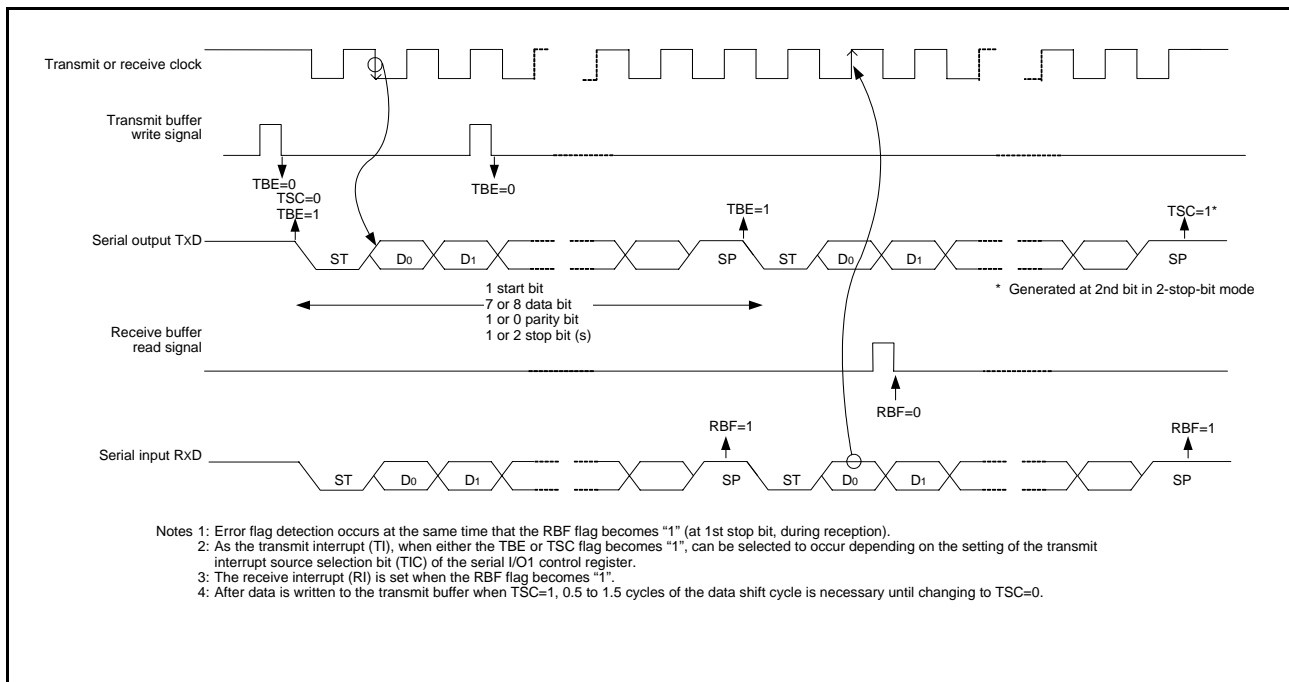 Transmit or receive clock
Transmit buffer
write signal
TBE=0
TSC=0
TBE=1
TBE=0
TBE=1
TSC=1*
Serial output TxD
ST
D0
D1
SP
ST
D0
D1
SP
1 start bit
7 or 8 data bit
1 or 0 parity bit
1 or 2 stop bit (s)
* Generated at 2nd bit in 2-stop-bit mode
Receive buffer
read signal
RBF=0
RBF=1
RBF=1
Serial input RxD
ST
D0
D1
SP
ST
D0
D1
SP
Notes 1: Error flag detection occurs at the same time that the RBF flag becomes “1” (at 1st stop bit, during reception).
2: As the transmit interrupt (TI), when either the TBE or TSC flag becomes “1”, can be selected to occur depending on the setting of the transmit
interrupt source selection bit (TIC) of the serial I/O1 control register.
3: The receive interrupt (RI) is set when the RBF flag becomes “1”.
4: After data is written to the transmit buffer when TSC=1, 0.5 to 1.5 cycles of the data shift cycle is necessary until changing to TSC=0.